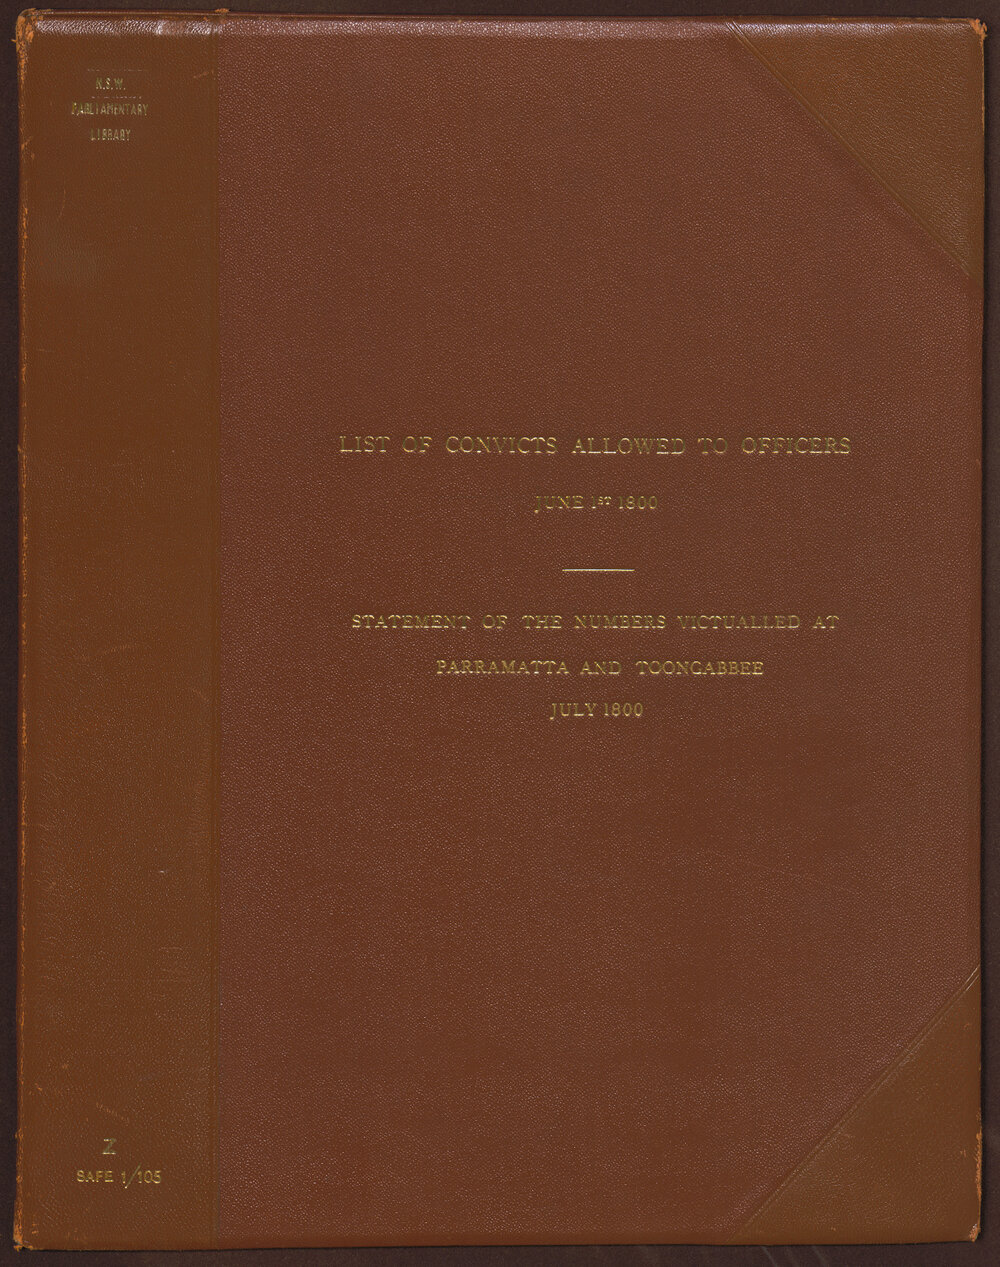 N.S.W.
PARLIAMENTARY
LIBRARY
LIST OF CONVICTS ALLOWED TO OFFICERS
JUNE 1ST 1800
STATEMENT OF THE NUMBERS VICTUALLED AT
PARRAMATTA AND TOONGABBEE
JULY 1800
Z
SAFE 1/105